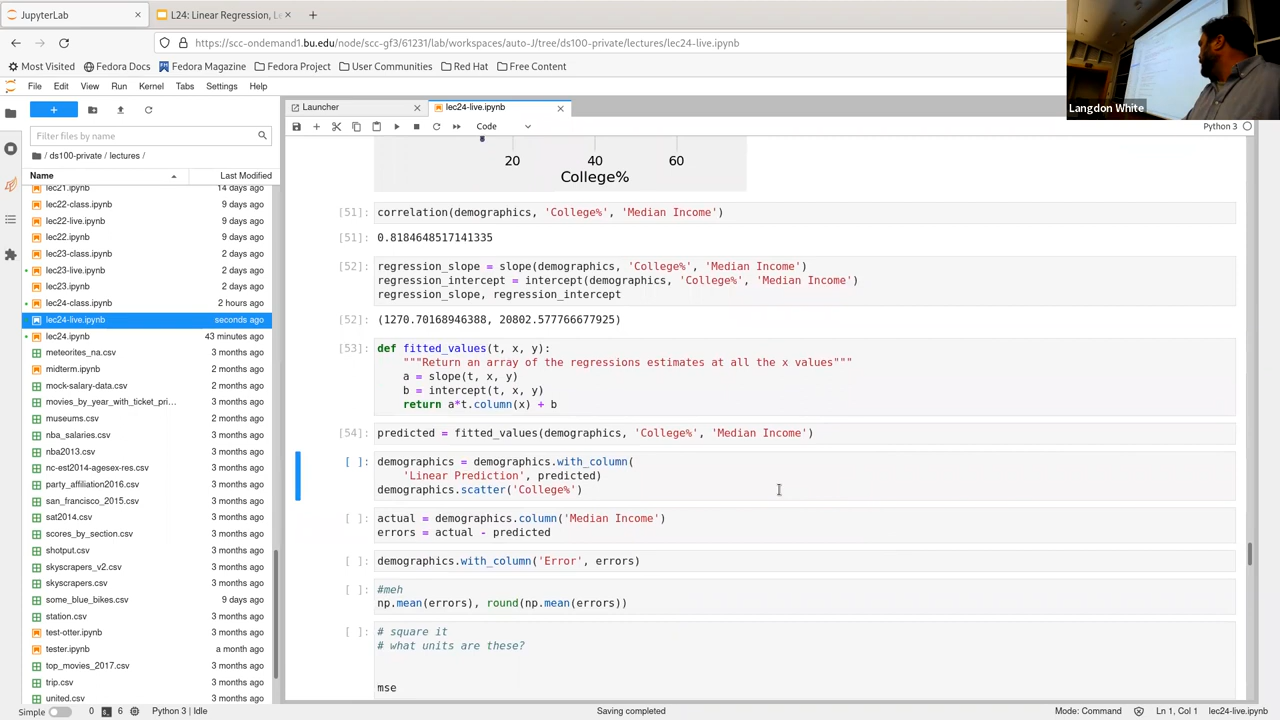 JupyterLab
L24: Linear Regression, Le
https://scc-ondemand1.bu.edu/node/scc-gf3/61231/lab/workspaces/auto-J/tree/ds100-private/lectures/lec24-live.ipynb
Most Visited
Fedora Docs
Fedora Magazine
Fedora Project
User Communities
Red Hat
Free Content
Langdon White
File Edit View Run Kernel Tabs Settings Help
Launcher
lec24-live.ipynb
Filter files by name
Code
Python 3
/ ds100-private / lectures /
Name Last Modified
lec21.ipynb 14 days ago
lec22-class.ipynb 9 days ago
lec22-live.ipynb 9 days ago
lec22.ipynb 9 days ago
lec23-class.ipynb 2 days ago
lec23-live.ipynb 2 days ago
lec23.ipynb 2 days ago
lec24-class.ipynb 2 hours ago
lec24-live.ipynb seconds ago
lec24.ipynb 43 minutes ago
meteorites_na.csv 3 months ago
midterm.ipynb 2 months ago
mock-salary-data.csv 2 months ago
movies_by_year_with_ticket_pri... 3 months ago
museums.csv 2 months ago
nba_salaries.csv 3 months ago
nba2013.csv 3 months ago
nc-est2014-agesex-res.csv 3 months ago
party_affiliation2016.csv 3 months ago
san_francisco_2015.csv 3 months ago
sat2014.csv 3 months ago
scores_by_section.csv 3 months ago
shotput.csv 3 months ago
skyscrapers_v2.csv 3 months ago
skyscrapers.csv 3 months ago
some_blue_bikes.csv 9 days ago
station.csv 3 months ago
test-otter.ipynb 3 months ago
tester.ipynb a month ago
top_movies_2017.csv 3 months ago
trip.csv 3 months ago
united.csv 3 months ago
20 40 60
College%
[51]: correlation(demographics, 'College%', 'Median Income')
[51]: 0.8184648517141335
[52]: regression_slope = slope(demographics, 'College%', 'Median Income')
regression_intercept = intercept(demographics, 'College%', 'Median Income')
regression_slope, regression_intercept
[52]: (1270.70168946388, 20802.577766677925)
[53]: def fitted_values(t, x, y):
"""Return an array of the regressions estimates at all the x values"""
a = slope(t, x, y)
b = intercept(t, x, y)
return a*t.column(x) + b
[54]: predicted = fitted_values(demographics, 'College%', 'Median Income')
[ ]: demographics = demographics.with_column(
'Linear Prediction', predicted)
demographics.scatter('College%')
[ ]: actual = demographics.column('Median Income')
errors = actual - predicted
[ ]: demographics.with_column('Error', errors)
[ ]: #meh
np.mean(errors), round(np.mean(errors))
[ ]: # square it
# what units are these?
mse
Simple 0 6 Python 3 | Idle Saving completed Mode: Command Ln 1, Col 1 lec24-live.ipynb